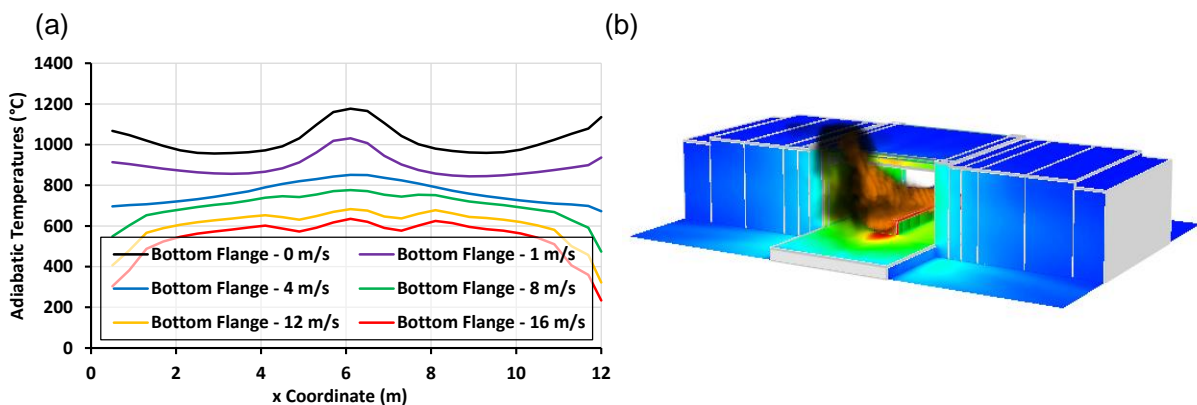 (a)
(b)
1400
1200
1000
800
600
400
200
0
Adiabatic Temperatures (°C)
Bottom Flange - 0 m/s
Bottom Flange - 1 m/s
Bottom Flange - 4 m/s
Bottom Flange - 8 m/s
Bottom Flange - 12 m/s
Bottom Flange - 16 m/s
0 2 4 6 8 10 12
x Coordinate (m)